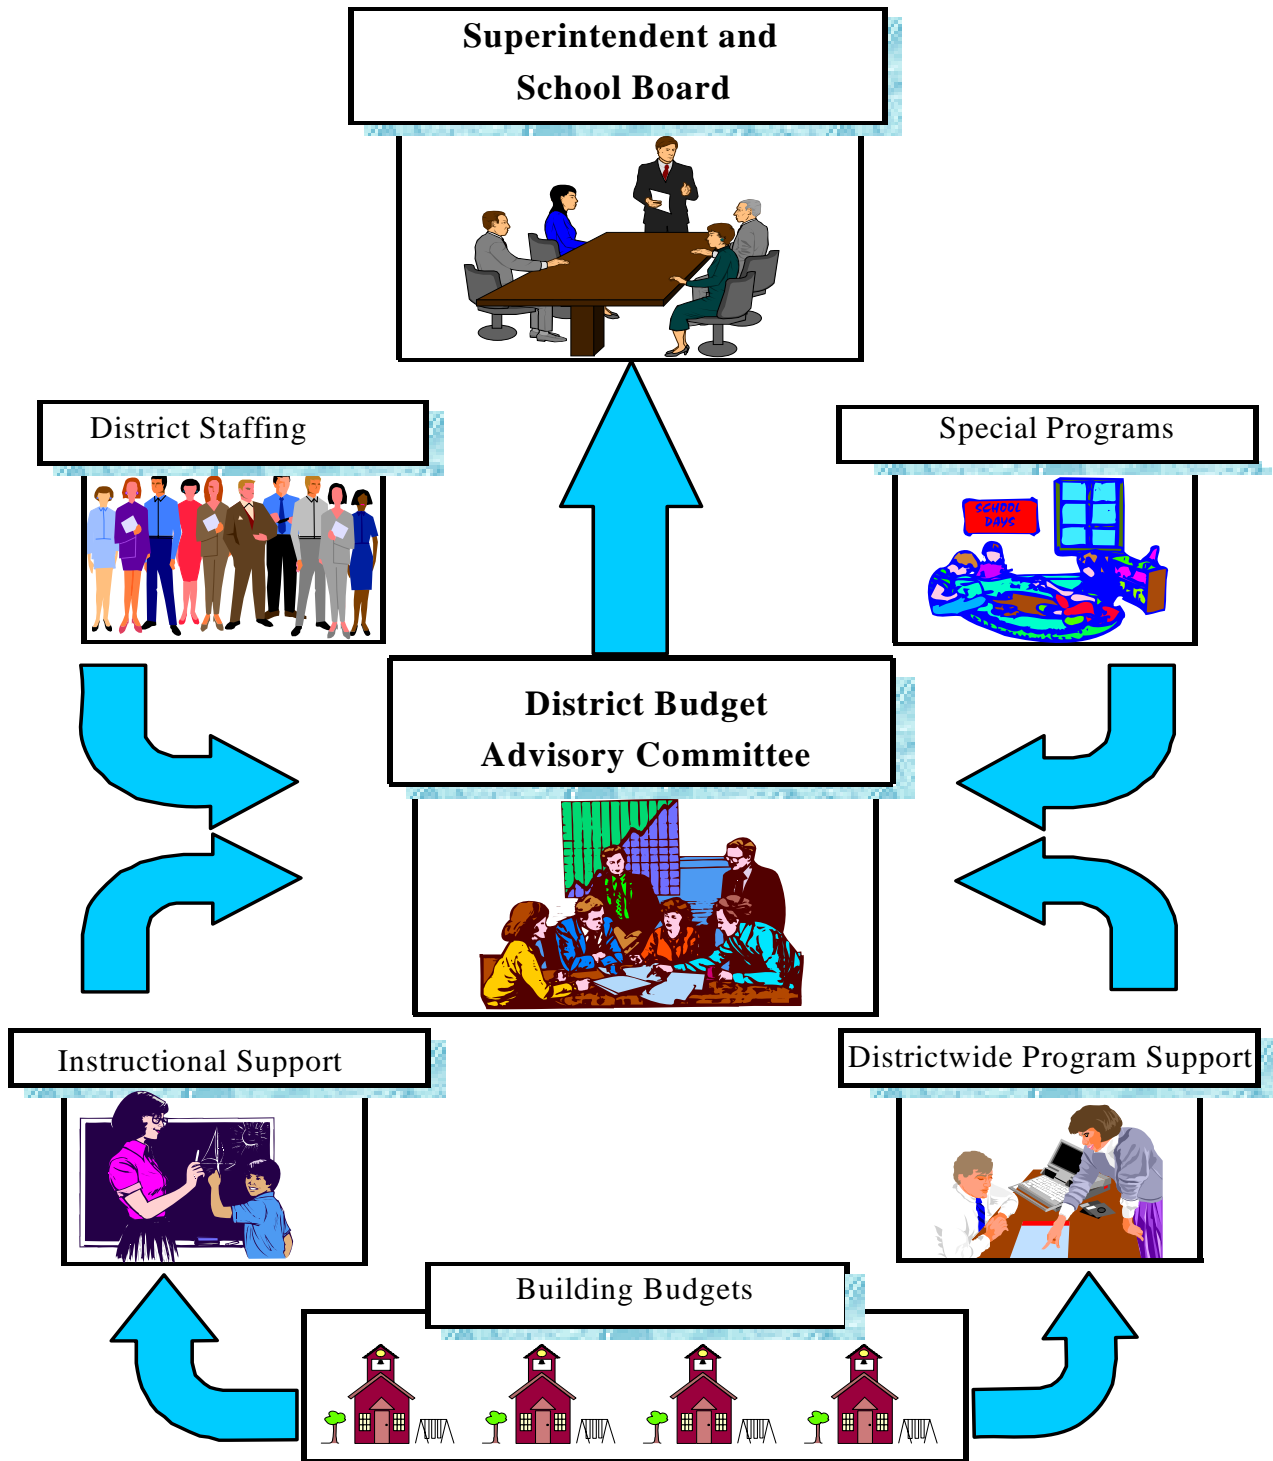 Superintendent and
School Board
District Staffing
Special Programs
SCHOOL
DAYS
District Budget
Advisory Committee
Instructional Support
Districtwide Program Support
Building Budgets